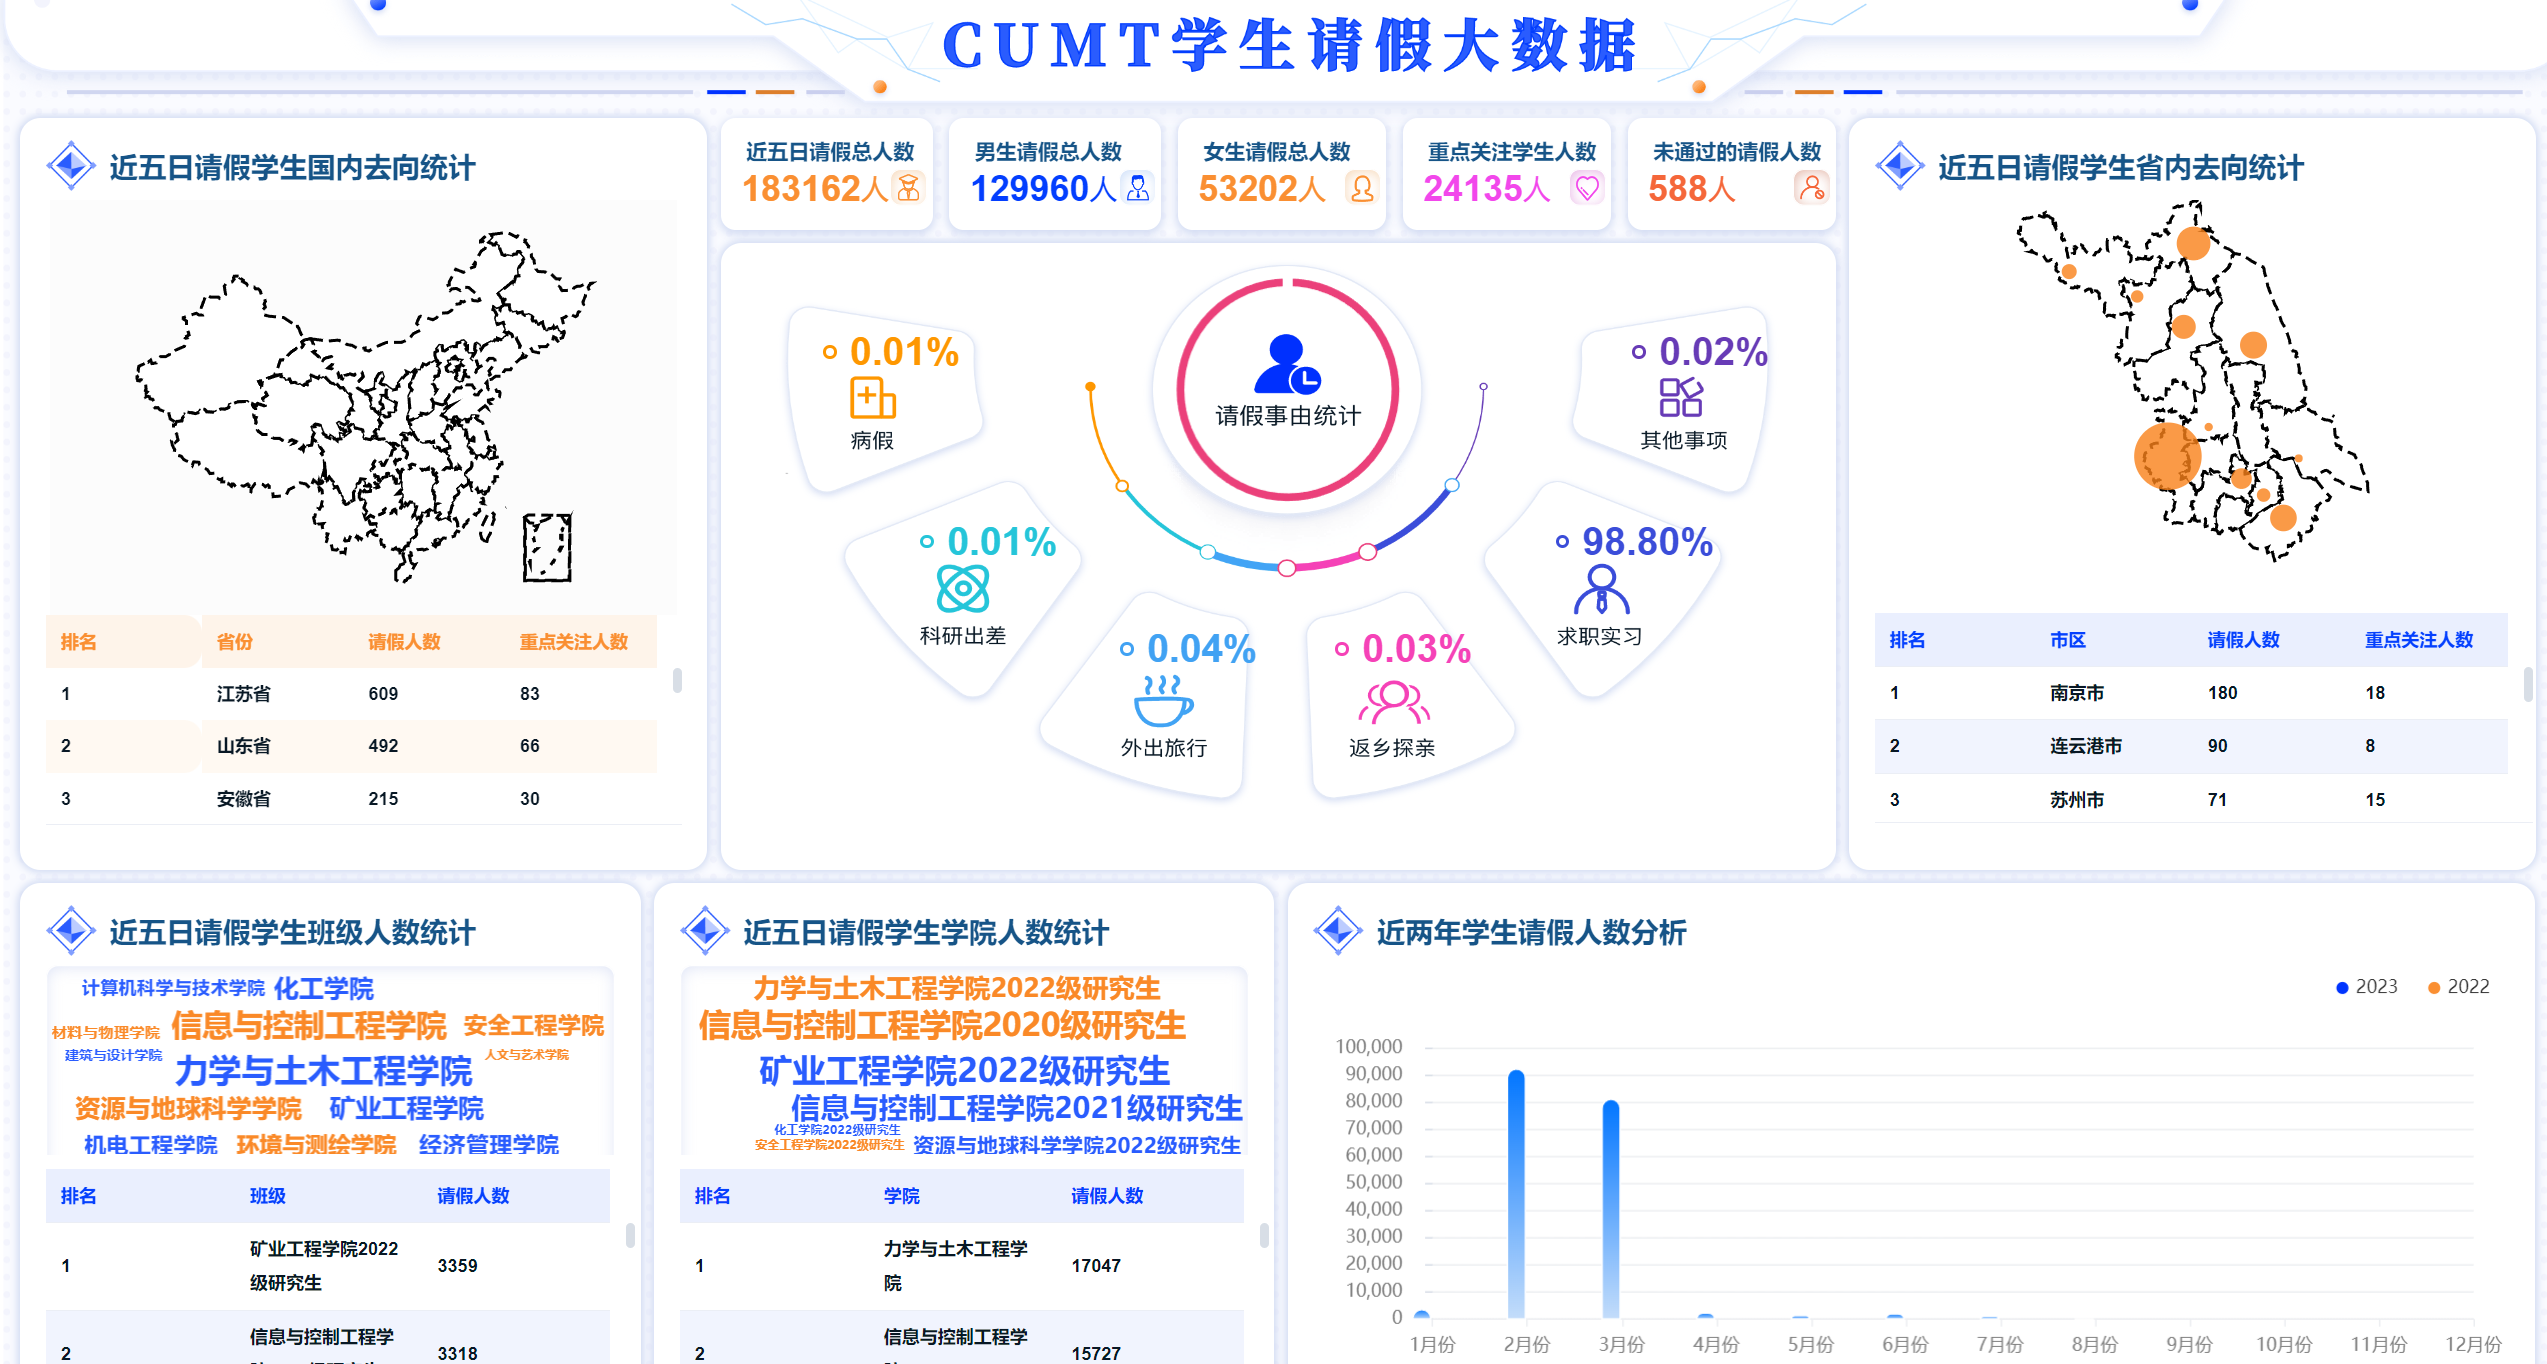 CUMT学生请假大数据
近五日请假学生国内去向统计
排名 省份 请假人数 重点关注人数
1 江苏省 609 83
2 山东省 492 66
3 安徽省 215 30
近五日请假总人数
183162人
男生请假总人数
129960人
女生请假总人数
53202人
重点关注学生人数
24135人
未通过的请假人数
588人
请假事由统计
0.01%
病假
0.01%
科研出差
0.04%
外出旅行
0.03%
返乡探亲
98.80%
求职实习
0.02%
其他事项
近五日请假学生省内去向统计
排名 市区 请假人数 重点关注人数
1 南京市 180 18
2 连云港市 90 8
3 苏州市 71 15
近五日请假学生班级人数统计
计算机科学与技术学院 化工学院
材料与物理学院 信息与控制工程学院 安全工程学院
建筑与设计学院 力学与土木工程学院 人文与艺术学院
资源与地球科学学院 矿业工程学院
机电工程学院 环境与测绘学院 经济管理学院
排名 班级 请假人数
1 矿业工程学院2022 3359
级研究生
2 信息与控制工程学 3318
近五日请假学生学院人数统计
力学与土木工程学院2022级研究生
信息与控制工程学院2020级研究生
矿业工程学院2022级研究生
信息与控制工程学院2021级研究生
化工学院2022级研究生
安全工程学院2022级研究生 资源与地球科学学院2022级研究生
排名 学院 请假人数
1 力学与土木工程学 17047
院
2 信息与控制工程学 15727
近两年学生请假人数分析
2023 2022
100,000
90,000
80,000
70,000
60,000
50,000
40,000
30,000
20,000
10,000
0
1月份 2月份 3月份 4月份 5月份 6月份 7月份 8月份 9月份 10月份 11月份 12月份